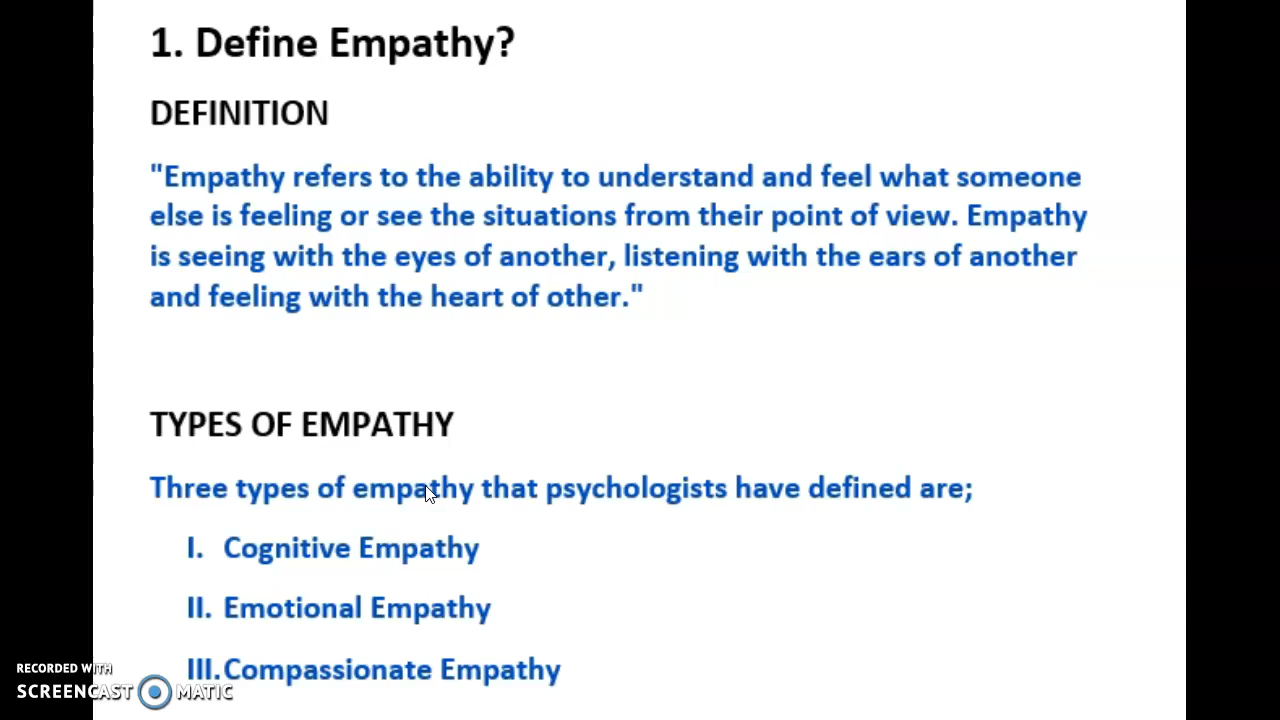 1. Define Empathy?
DEFINITION
"Empathy refers to the ability to understand and feel what someone
else is feeling or see the situations from their point of view. Empathy
is seeing with the eyes of another, listening with the ears of another
and feeling with the heart of other."
TYPES OF EMPATHY
Three types of empathy that psychologists have defined are;
I. Cognitive Empathy
II. Emotional Empathy
III. Compassionate Empathy
RECORDED WITH
SCREENCAST MATIC